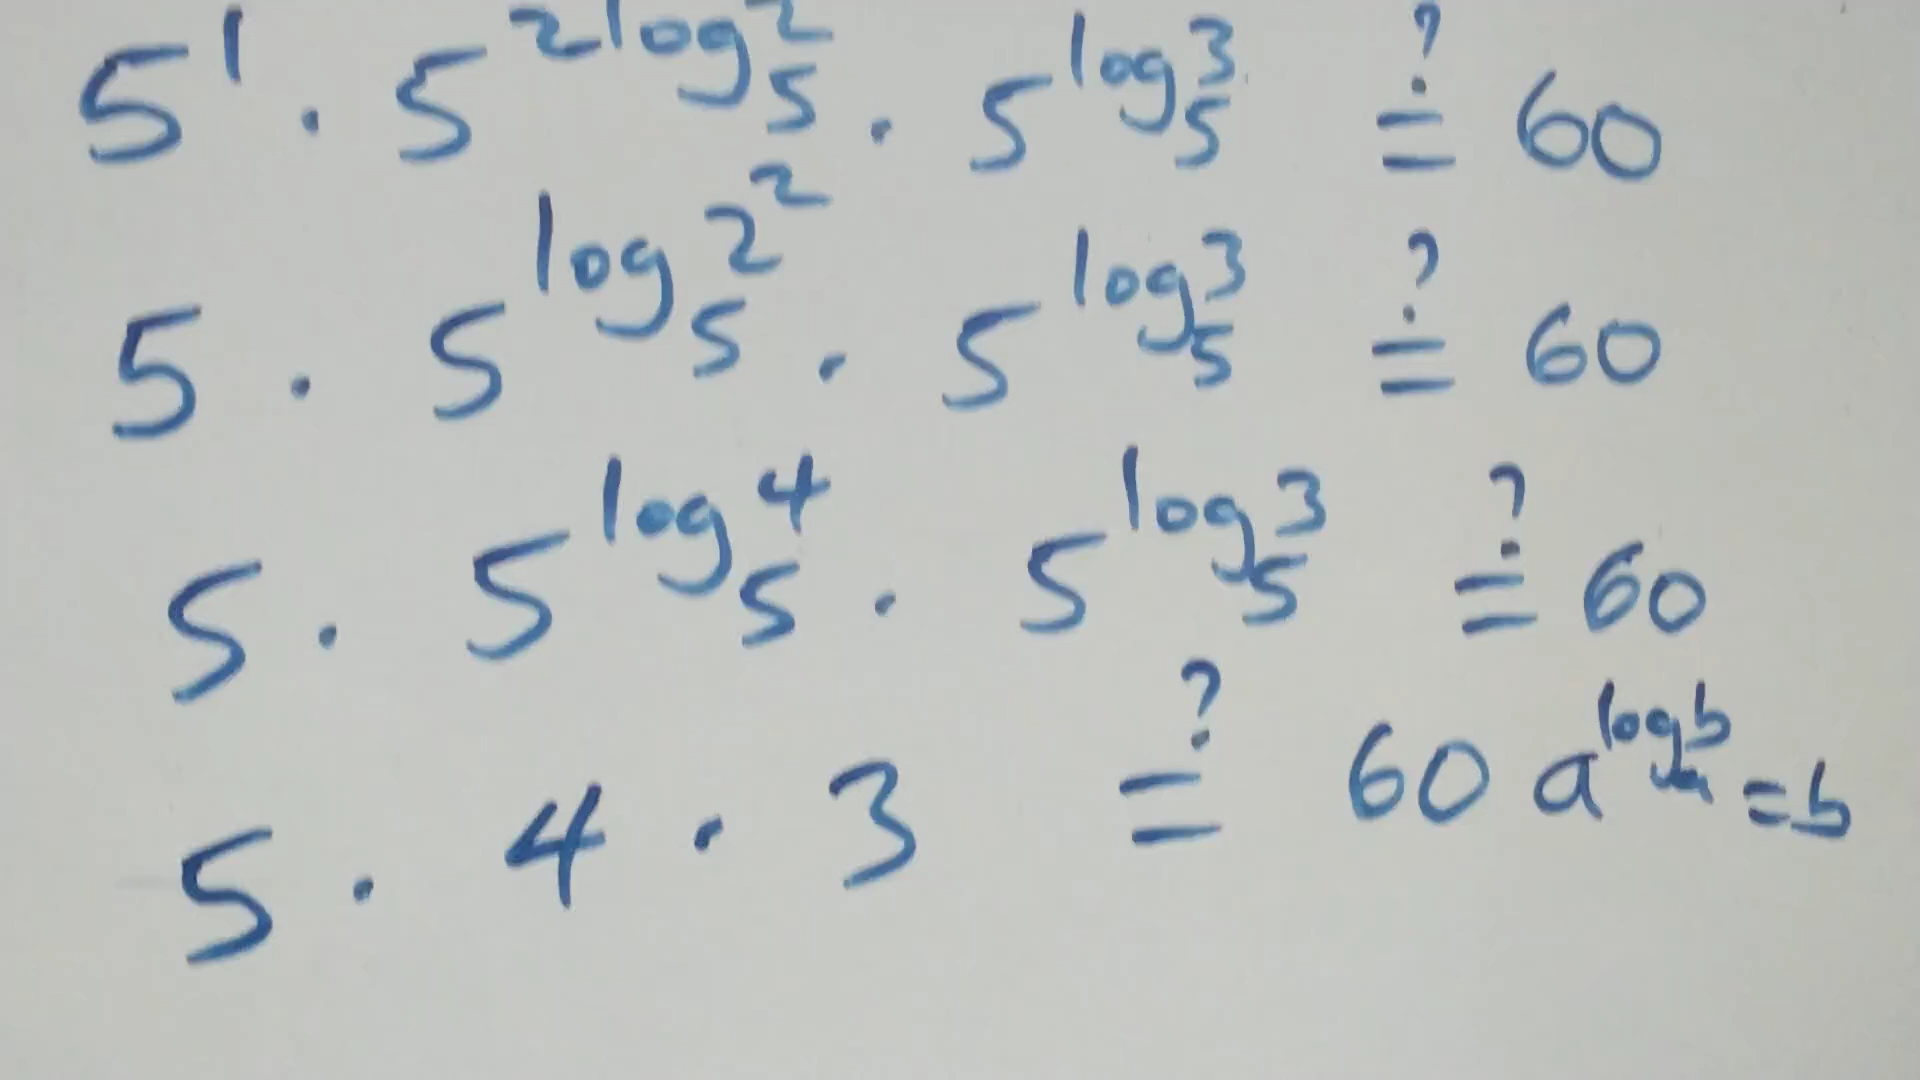 5¹ · 5^(2log₅2) · 5^(log₅3) ≟ 60
5 · 5^(log₅2²) · 5^(log₅3) ≟ 60
5 · 5^(log₅4) · 5^(log₅3) ≟ 60
5 · 4 · 3 ≟ 60 a^(logₐb) = b